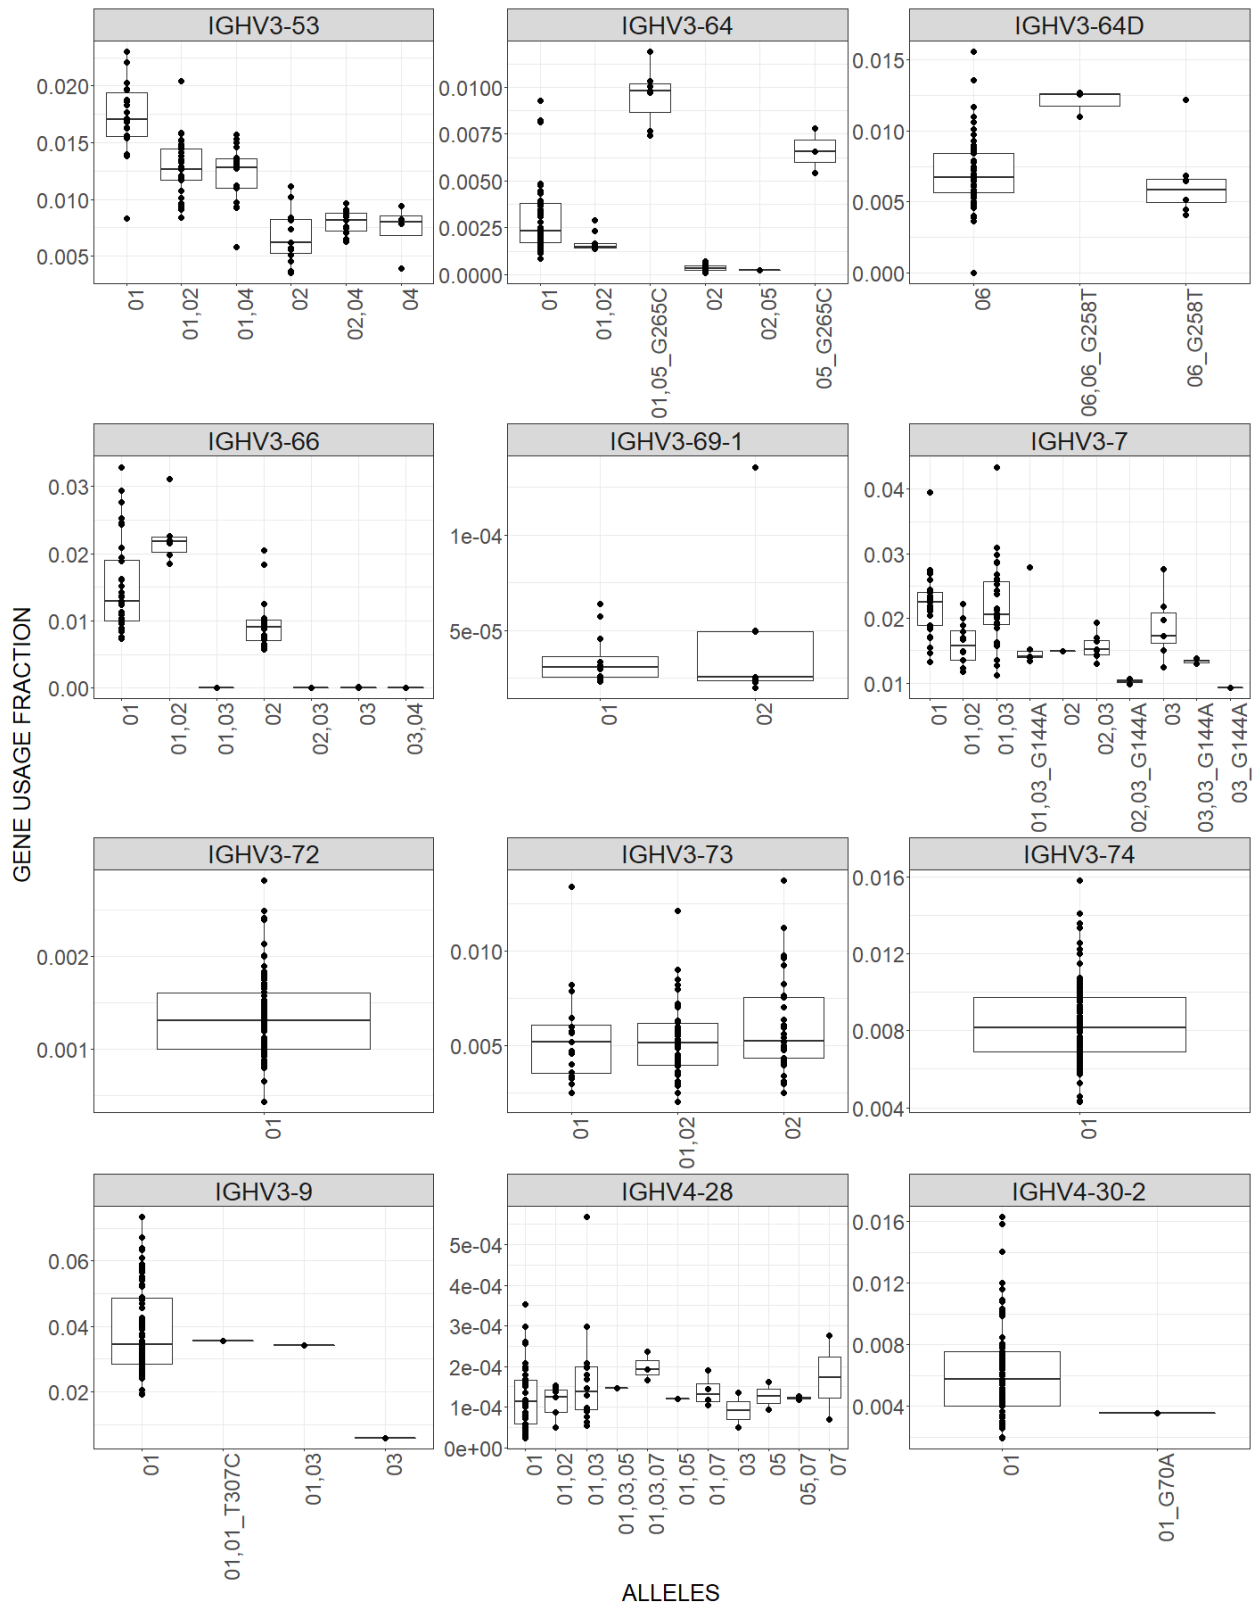 IGHV3-53
IGHV3-64
IGHV3-64D
0.020
0.015
0.010
0.005
0.0100
0.0075
0.0050
0.0025
0.0000
0.015
0.010
0.005
0.000
01
01,02
01,04
02
02,04
04
01
01,02
01,05_G265C
02
02,05
05_G265C
06
06,06_G258T
06_G258T
IGHV3-66
IGHV3-69-1
IGHV3-7
0.03
0.02
0.01
0.00
1e-04
5e-05
0.04
0.03
0.02
0.01
01
01,02
01,03
02
02,03
03
03,04
01
02
01
01,02
01,03
01,03_G144A
02
02,03
02,03_G144A
03
03,03_G144A
03_G144A
GENE USAGE FRACTION
IGHV3-72
IGHV3-73
IGHV3-74
0.002
0.001
0.010
0.005
0.016
0.012
0.008
0.004
01
01
01,02
02
01
IGHV3-9
IGHV4-28
IGHV4-30-2
0.06
0.04
0.02
5e-04
4e-04
3e-04
2e-04
1e-04
0e+00
0.016
0.012
0.008
0.004
01
01,01_T307C
01,03
03
01
01,02
01,03
01,03,05
01,03,07
01,05
01,07
03
05
05,07
07
01
01_G70A
ALLELES